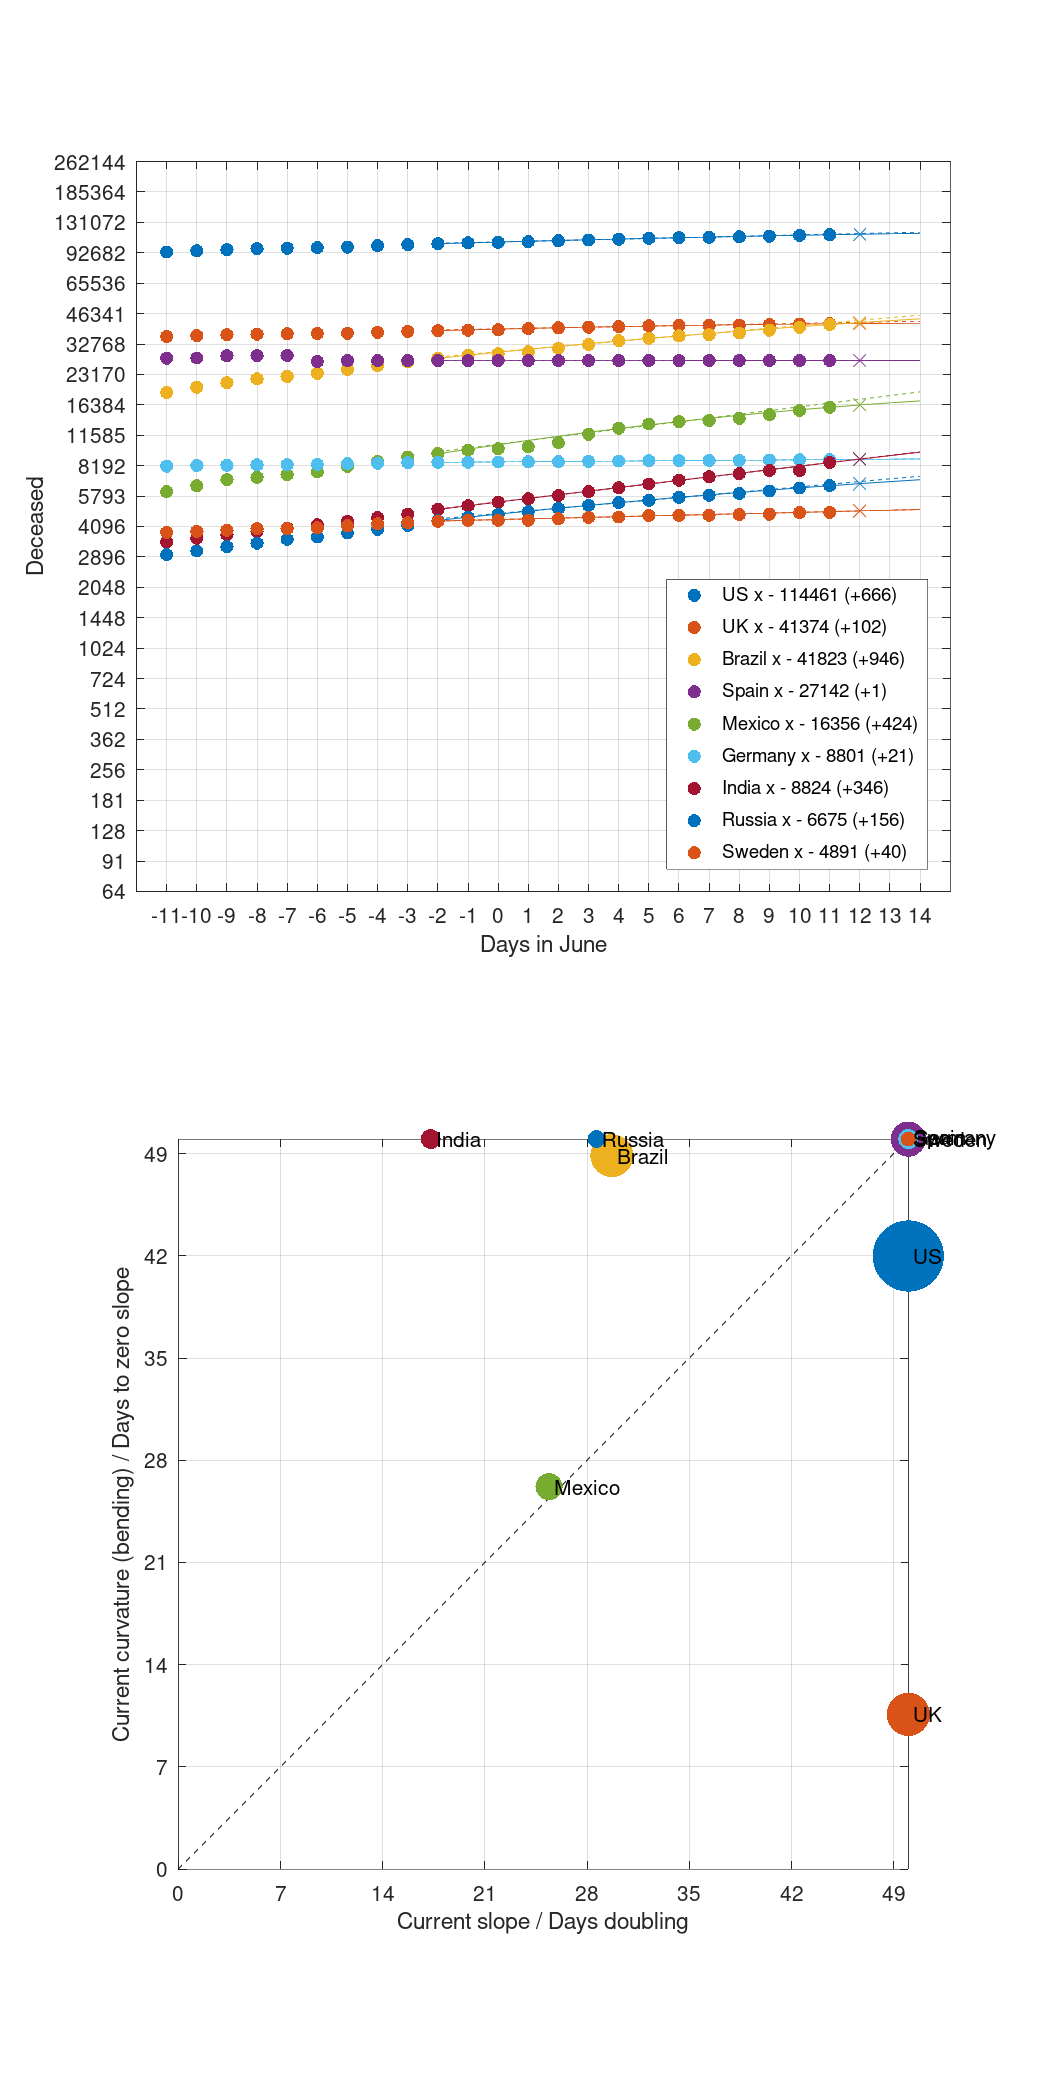 262144
185364
131072
92682
65536
46341
32768
23170
16384
11585
8192
5793
4096
2896
2048
1448
1024
724
512
362
256
181
128
91
64
Deceased
US x - 114461 (+666)
UK x - 41374 (+102)
Brazil x - 41823 (+946)
Spain x - 27142 (+1)
Mexico x - 16356 (+424)
Germany x - 8801 (+21)
India x - 8824 (+346)
Russia x - 6675 (+156)
Sweden x - 4891 (+40)
-11 -10 -9 -8 -7 -6 -5 -4 -3 -2 -1 0 1 2 3 4 5 6 7 8 9 10 11 12 13 14
Days in June
India
Russia
Brazil
US
Mexico
UK
49
42
35
28
21
14
7
0
Current curvature (bending) / Days to zero slope
0 7 14 21 28 35 42 49
Current slope / Days doubling